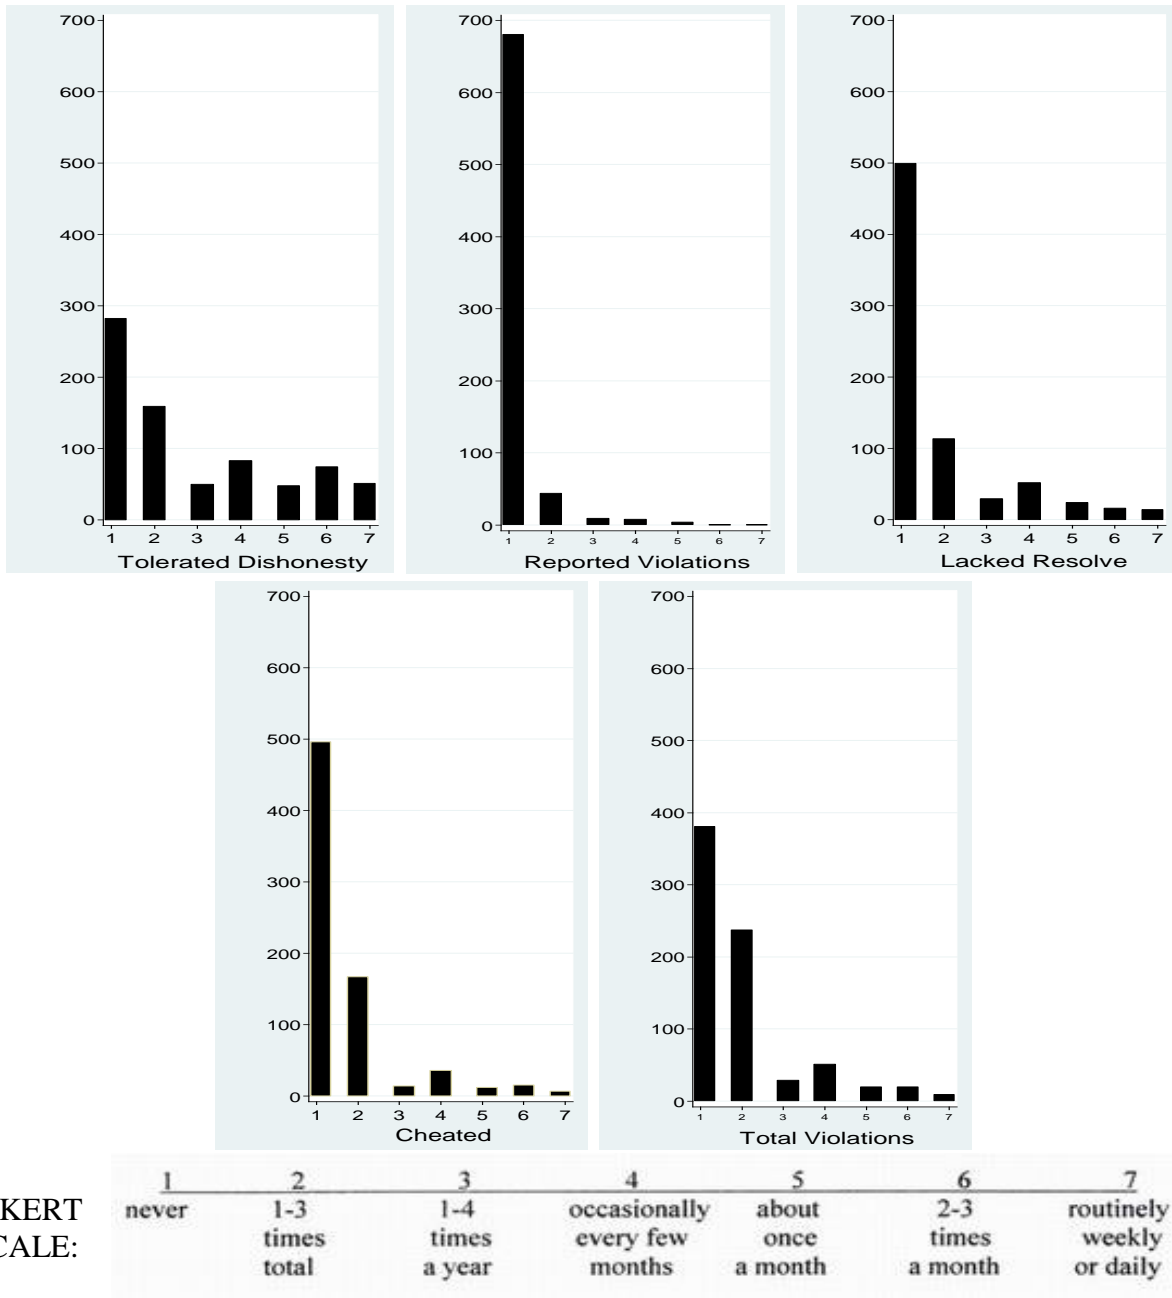 700
600
500
400
300
200
100
0
1 2 3 4 5 6 7
Tolerated Dishonesty
700
600
500
400
300
200
100
0
1 2 3 4 5 6 7
Reported Violations
700
600
500
400
300
200
100
0
1 2 3 4 5 6 7
Lacked Resolve
700
600
500
400
300
200
100
0
1 2 3 4 5 6 7
Cheated
700
600
500
400
300
200
100
0
1 2 3 4 5 6 7
Total Violations
KERT
CALE:
1 2 3 4 5 6 7
never 1-3 1-4 occasionally about 2-3 routinely
times times every few once times weekly
total a year months a month a month or daily